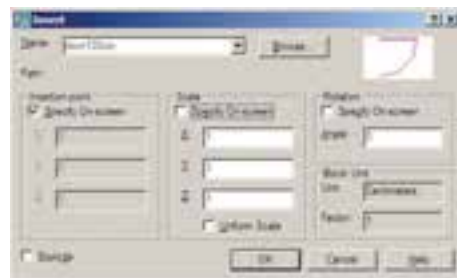 Insert
Name: Browse...
Path:
Insertion point Scale Rotation
Specify On-screen Specify On-screen Specify On-screen
Angle:
Block Unit
Unit:
Factor:
Uniform Scale
Explode OK Cancel Help